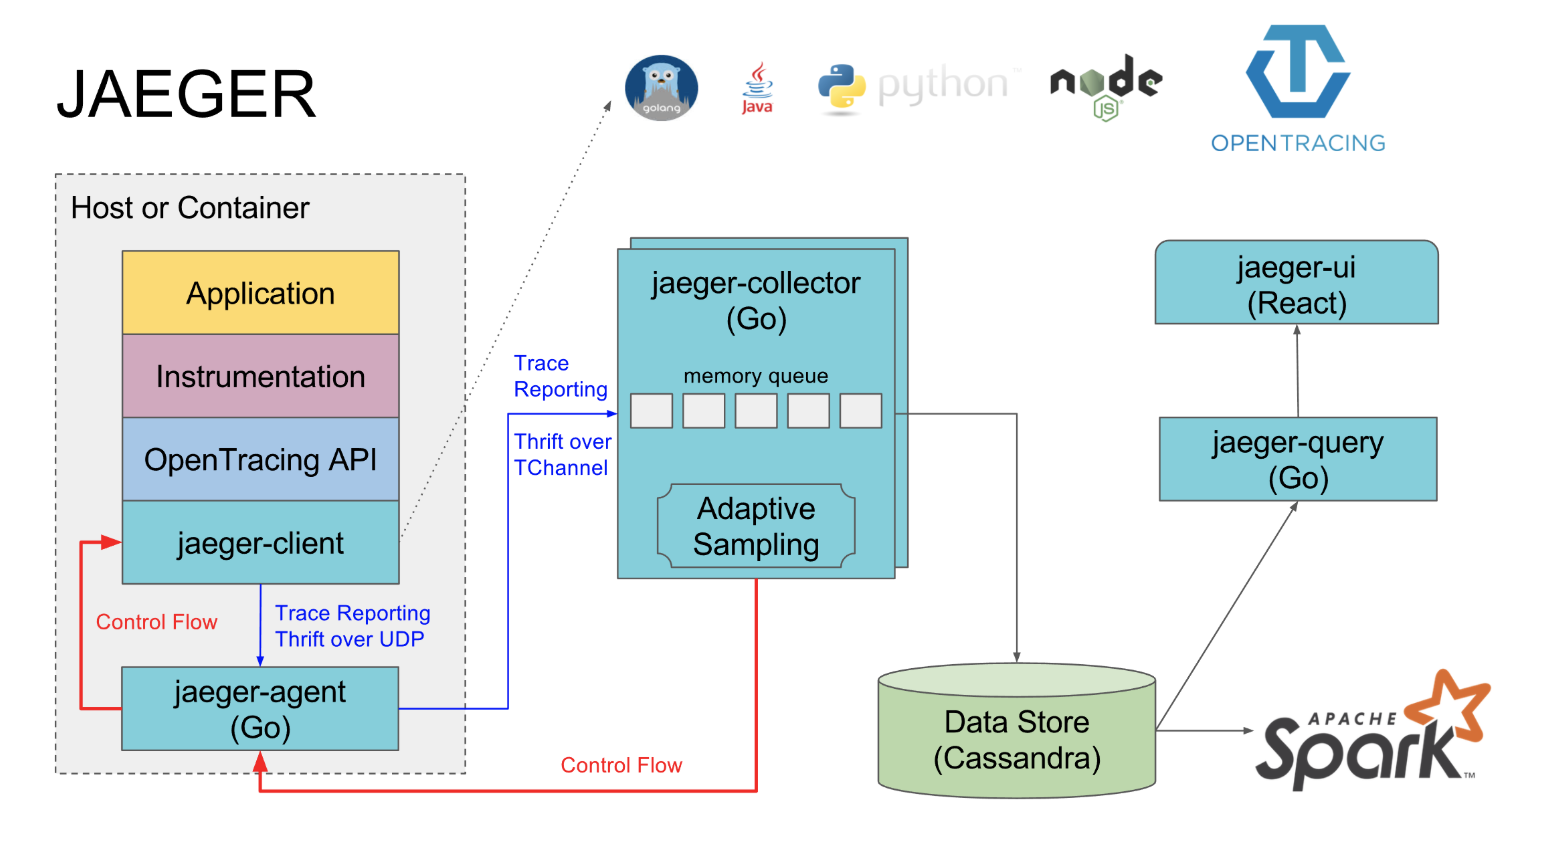 JAEGER
golang
Java
python
node
JS
OPENTRACING
Host or Container
Application
Instrumentation
OpenTracing API
jaeger-client
Control Flow
Trace Reporting
Thrift over UDP
jaeger-agent
(Go)
Trace
Reporting
Thrift over
TChannel
jaeger-collector
(Go)
memory queue
Adaptive
Sampling
Control Flow
Data Store
(Cassandra)
jaeger-ui
(React)
jaeger-query
(Go)
APACHE
Spark